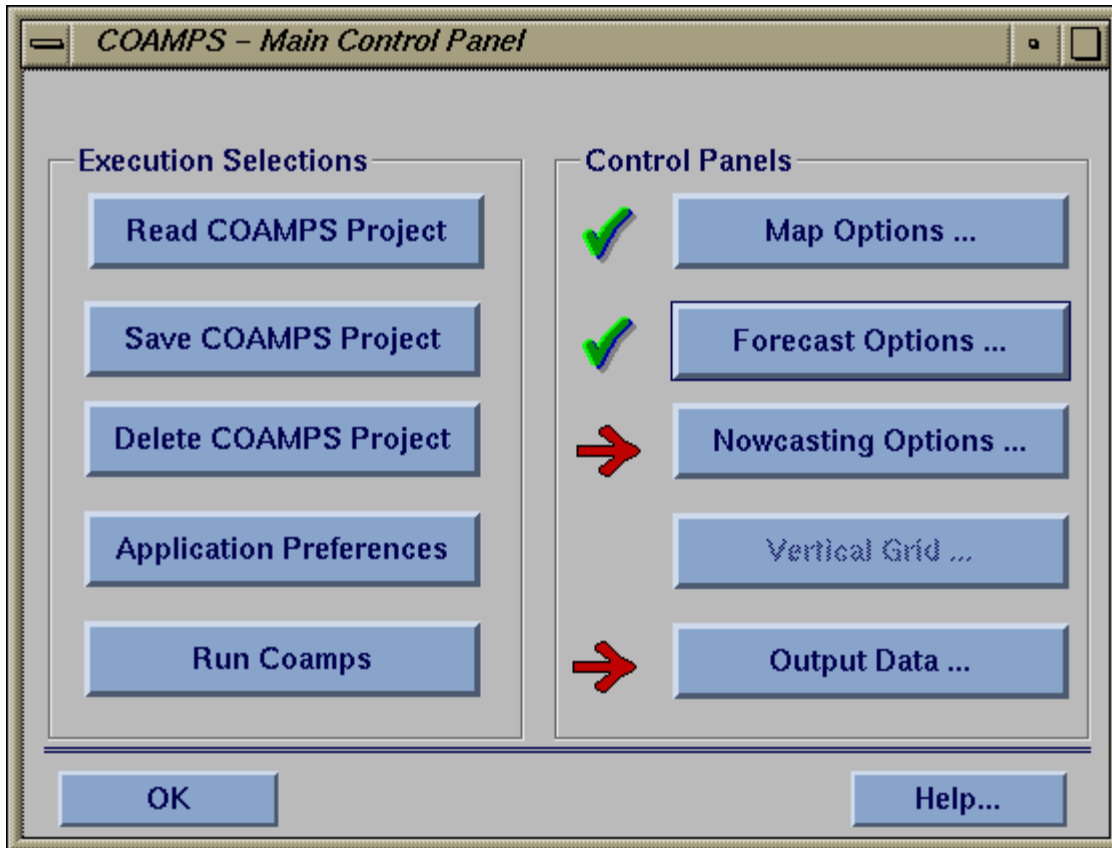 COAMPS – Main Control Panel
Execution Selections
Read COAMPS Project
Save COAMPS Project
Delete COAMPS Project
Application Preferences
Run Coamps
Control Panels
Map Options ...
Forecast Options ...
Nowcasting Options ...
Vertical Grid ...
Output Data ...
OK
Help...